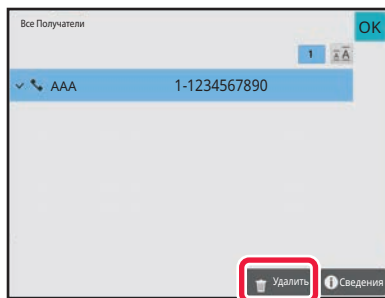 Все Получатели
OK
1
AAA 1-1234567890
Удалить
Сведения